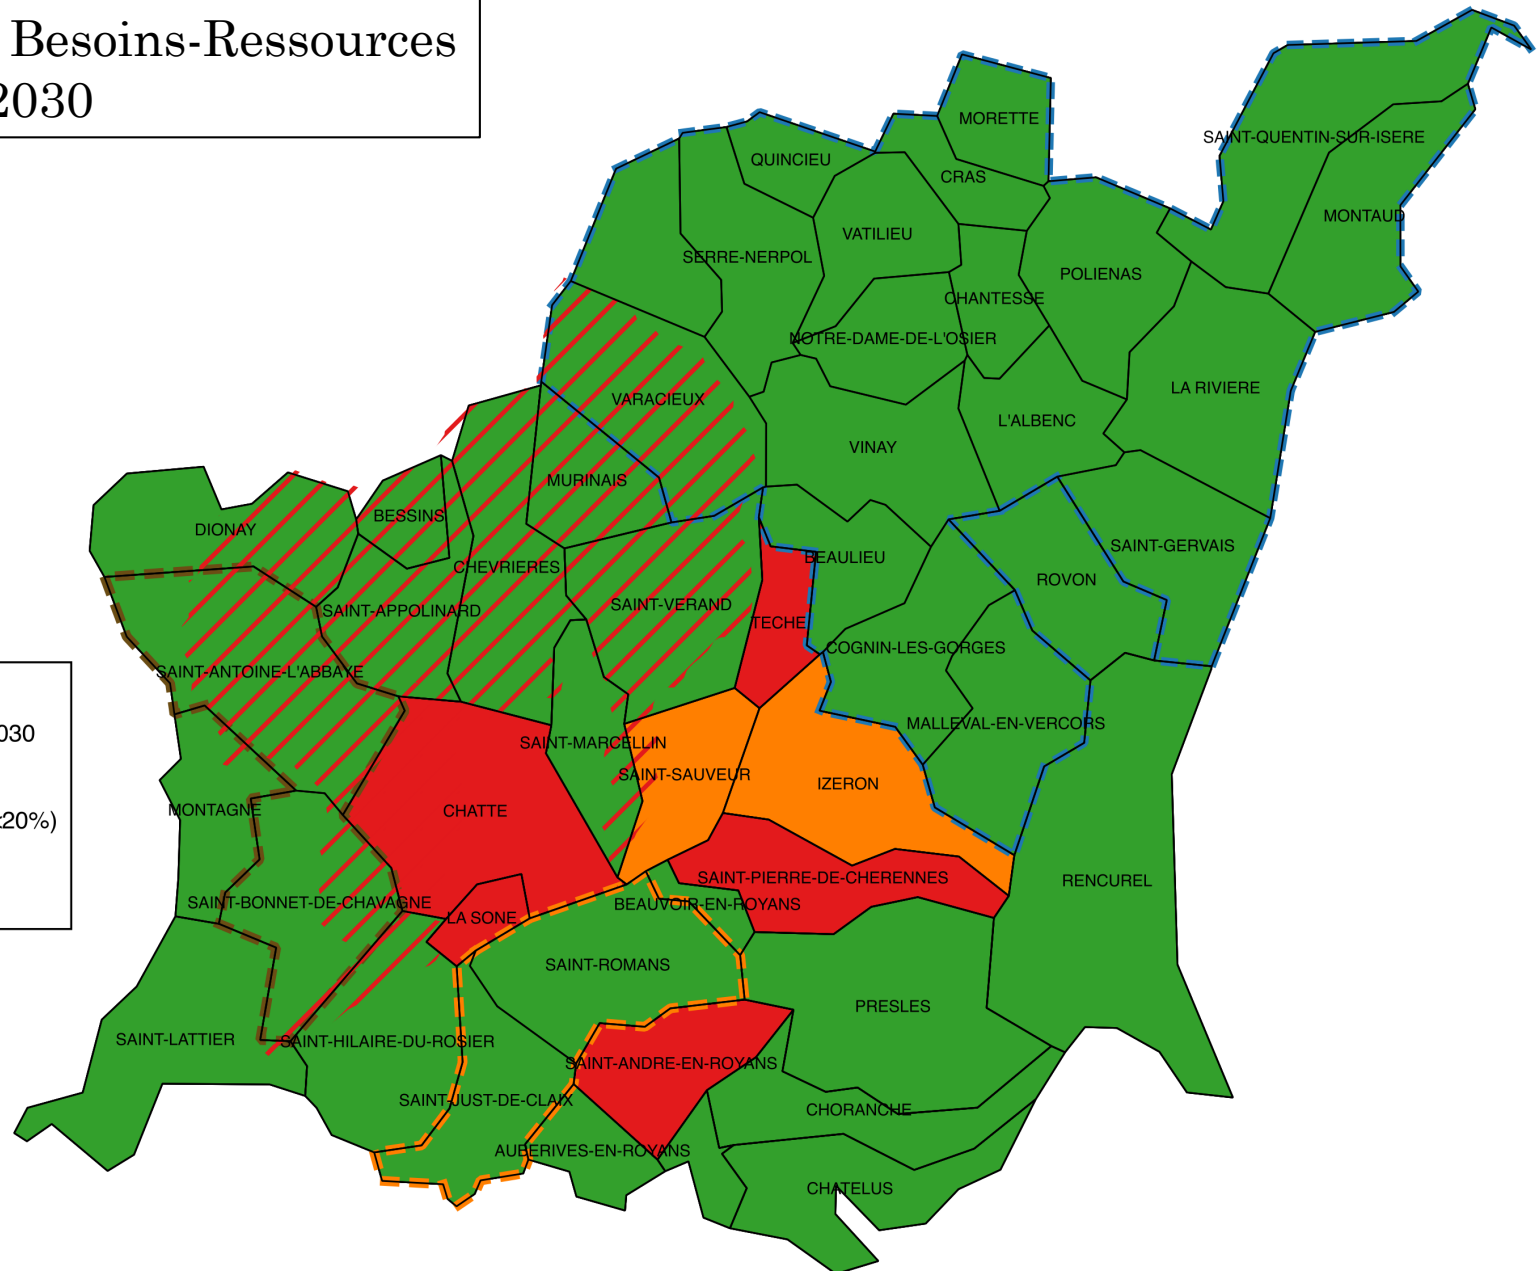 Besoins-Ressources
2030
MORETTE
SAINT-QUENTIN-SUR-ISERE
QUINCIEU
CRAS
MONTAUD
VATILIEU
SERRE-NERPOL
POLIENAS
CHANTESSE
NOTRE-DAME-DE-L'OSIER
LA RIVIERE
VARACIEUX
L'ALBENC
VINAY
MURINAIS
BESSINS
DIONAY
SAINT-GERVAIS
BEAULIEU
CHEVRIERES
ROVON
SAINT-VERAND
SAINT-APPOLINARD
TECHE
COGNIN-LES-GORGES
SAINT-ANTOINE-L'ABBAYE
MALLEVAL-EN-VERCORS
030
SAINT-MARCELLIN
SAINT-SAUVEUR
IZERON
MONTAGNE
CHATTE
20%)
SAINT-PIERRE-DE-CHERENNES
RENCUREL
SAINT-BONNET-DE-CHAVAGNE
BEAUVOIR-EN-ROYANS
LA SONE
SAINT-ROMANS
PRESLES
SAINT-LATTIER
SAINT-HILAIRE-DU-ROSIER
SAINT-ANDRE-EN-ROYANS
SAINT-JUST-DE-CLAIX
CHORANCHE
AUBERIVES-EN-ROYANS
CHATELUS